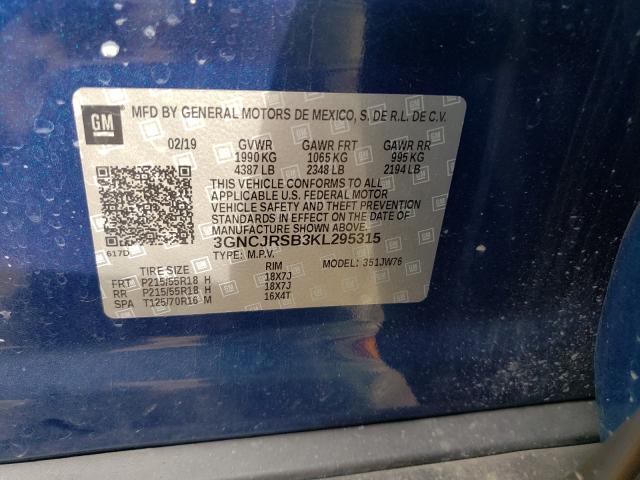 GM MFD BY GENERAL MOTORS DE MEXICO, S. DE R.L. DE C.V.
02/19 GVWR GAWR FRT GAWR RR
1990 KG 1065 KG 995 KG
4387 LB 2348 LB 2194 LB
THIS VEHICLE CONFORMS TO ALL
APPLICABLE U.S. FEDERAL MOTOR
VEHICLE SAFETY AND THEFT PREVENTION
STANDARDS IN EFFECT ON THE DATE OF
MANUFACTURE SHOWN ABOVE.
617D 3GNCJRSB3KL295315
TYPE: M.P.V. MODEL: 351JW76
TIRE SIZE RIM
FRT P215/55R18 H 18X7J
RR P215/55R18 H 18X7J
SPA T125/70R16 M 16X4T